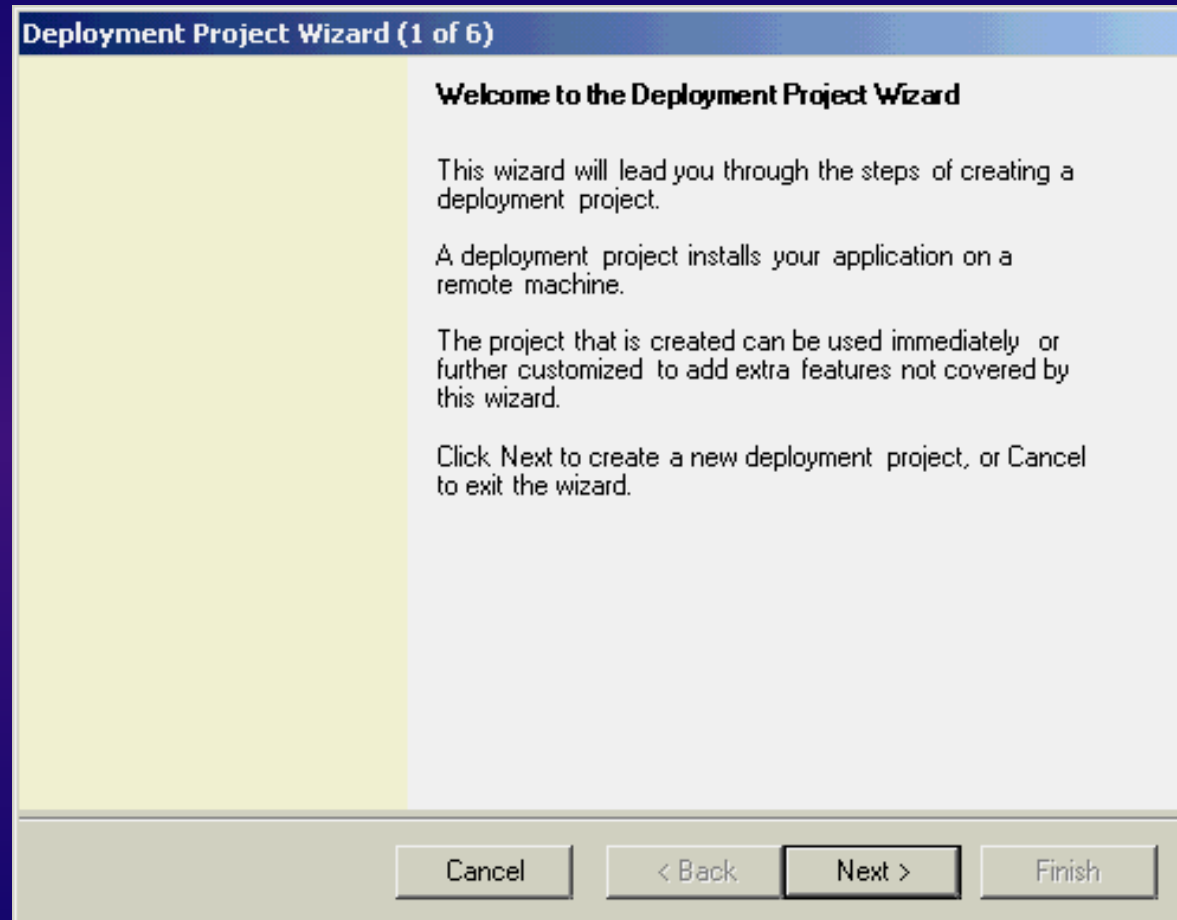 Deployment Project Wizard (1 of 6)
Welcome to the Deployment Project Wizard
This wizard will lead you through the steps of creating a
deployment project.
A deployment project installs your application on a
remote machine.
The project that is created can be used immediately or
further customized to add extra features not covered by
this wizard.
Click Next to create a new deployment project, or Cancel
to exit the wizard.
Cancel < Back Next > Finish